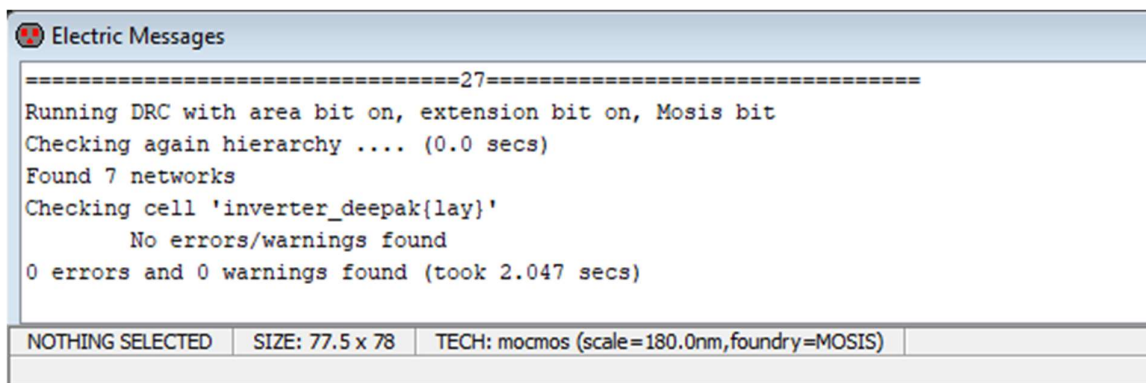 Electric Messages
=================================27=================================
Running DRC with area bit on, extension bit on, Mosis bit
Checking again hierarchy .... (0.0 secs)
Found 7 networks
Checking cell 'inverter_deepak{lay}'
No errors/warnings found
0 errors and 0 warnings found (took 2.047 secs)
NOTHING SELECTED SIZE: 77.5 x 78 TECH: mocmos (scale=180.0nm,foundry=MOSIS)